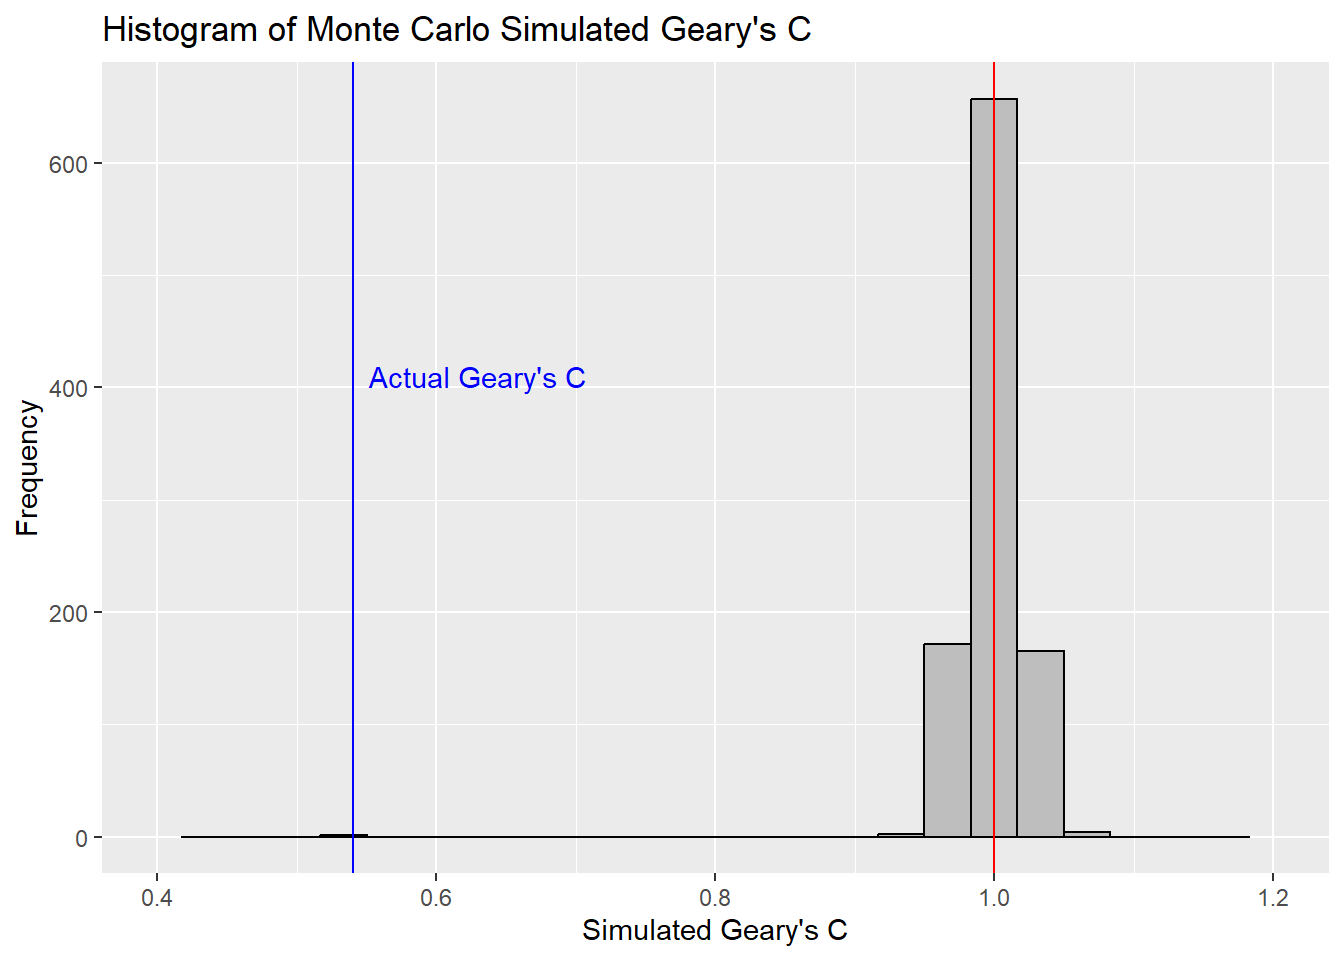 Histogram of Monte Carlo Simulated Geary's C
600
400
200
0
Frequency
Actual Geary's C
0.4
0.6
0.8
1.0
1.2
Simulated Geary's C